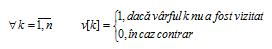 ∀ k = 1,n̅ v[k] = {1, dacă vârful k nu a fost vizitat
0, în caz contrar